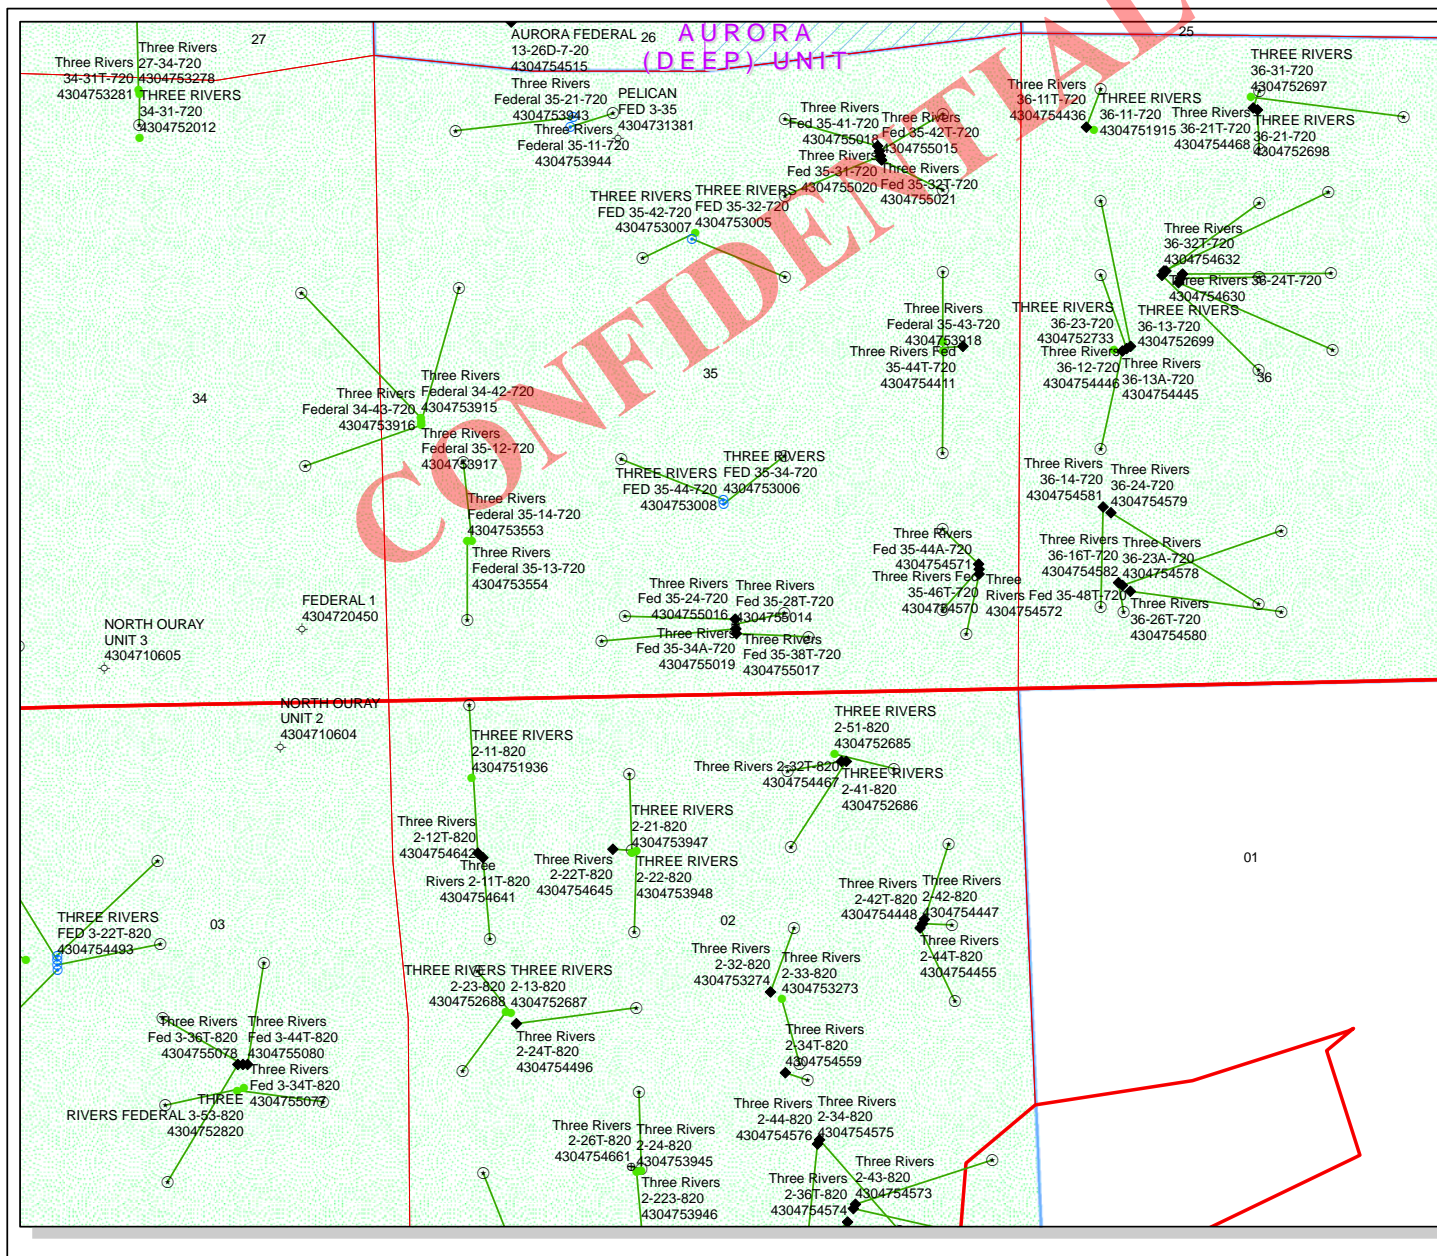 27
26
25
AURORA
(DEEP) UNIT
AURORA FEDERAL
13-26D-7-20
4304754515
Three Rivers
27-34-720
4304753278
Three Rivers
34-31T-720
4304753281
THREE RIVERS
34-31-720
4304752012
Three Rivers
Federal 35-21-720
4304753943
Three Rivers
Federal 35-11-720
4304753944
PELICAN
FED 3-35
4304731381
Three Rivers
Fed 35-41-720
4304755018
Three Rivers
Fed 35-42T-720
4304755015
Three Rivers
Fed 35-31-720
4304755020
Three Rivers
Fed 35-32T-720
4304755021
Three Rivers
36-11T-720
4304754436
THREE RIVERS
36-11-720
4304751915
THREE RIVERS
36-31-720
4304752697
Three Rivers
36-21T-720
4304754468
THREE RIVERS
36-21-720
4304752698
THREE RIVERS
FED 35-42-720
4304753007
THREE RIVERS
FED 35-32-720
4304753005
Three Rivers
36-32T-720
4304754632
Three Rivers 36-24T-720
4304754630
Three Rivers
Federal 35-43-720
4304753918
Three Rivers Fed
35-44T-720
4304754411
THREE RIVERS
36-23-720
4304752733
THREE RIVERS
36-13-720
4304752699
Three Rivers
36-12-720
4304754446
Three Rivers
36-13A-720
4304754445
CONFIDENTIAL
34
35
36
Three Rivers
Federal 34-42-720
4304753915
Three Rivers
Federal 34-43-720
4304753916
Three Rivers
Federal 35-12-720
4304753917
THREE RIVERS
FED 35-44-720
4304753008
THREE RIVERS
FED 35-34-720
4304753006
Three Rivers
36-14-720
4304754581
Three Rivers
36-24-720
4304754579
Three Rivers
Federal 35-14-720
4304753553
Three Rivers
Federal 35-13-720
4304753554
Three Rivers
Fed 35-44A-720
4304754571
Three Rivers Fed
35-46T-720
4304754570
Three
Rivers Fed 35-48T-720
4304754572
Three Rivers
36-16T-720
4304754582
Three Rivers
36-23A-720
4304754578
Three Rivers
36-26T-720
4304754580
Three Rivers
Fed 35-24-720
4304755016
Three Rivers
Fed 35-28T-720
4304755014
Three Rivers
Fed 35-34A-720
4304755019
Three Rivers
Fed 35-38T-720
4304755017
FEDERAL 1
4304720450
NORTH OURAY
UNIT 3
4304710605
NORTH OURAY
UNIT 2
4304710604
THREE RIVERS
2-11-820
4304751936
THREE RIVERS
2-51-820
4304752685
Three Rivers 2-32T-820
4304754467
THREE RIVERS
2-41-820
4304752686
Three Rivers
2-12T-820
4304754642
Three
Rivers 2-11T-820
4304754641
THREE RIVERS
2-21-820
4304753947
Three Rivers
2-22T-820
4304754645
THREE RIVERS
2-22-820
4304753948
01
02
03
Three Rivers
2-42T-820
4304754448
Three Rivers
2-42-820
4304754447
Three Rivers
2-44T-820
4304754455
THREE RIVERS
FED 3-22T-820
4304754493
Three Rivers
2-32-820
4304753274
Three Rivers
2-33-820
4304753273
THREE RIVERS
2-23-820
4304752688
THREE RIVERS
2-13-820
4304752687
Three Rivers
2-24T-820
4304754496
Three Rivers
Fed 3-36T-820
4304755078
Three Rivers
Fed 3-44T-820
4304755080
Three Rivers
Fed 3-34T-820
4304755077
THREE
RIVERS FEDERAL 3-53-820
4304752820
Three Rivers
2-34T-820
4304754559
Three Rivers
2-44-820
4304754576
Three Rivers
2-34-820
4304754575
Three Rivers
2-26T-820
4304754661
Three Rivers
2-24-820
4304753945
Three Rivers
2-223-820
4304753946
Three Rivers
2-36T-820
4304754574
Three Rivers
2-43-820
4304754573